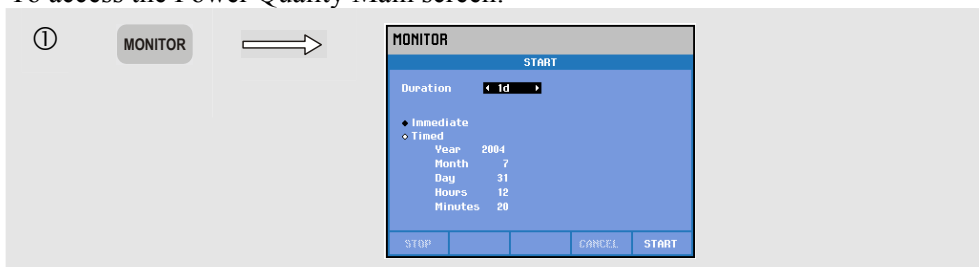 To access the Power Quality Main screen:
① MONITOR
MONITOR
START
Duration 1d
Immediate
Timed
Year 2004
Month 7
Day 31
Hours 12
Minutes 20
STOP CANCEL START